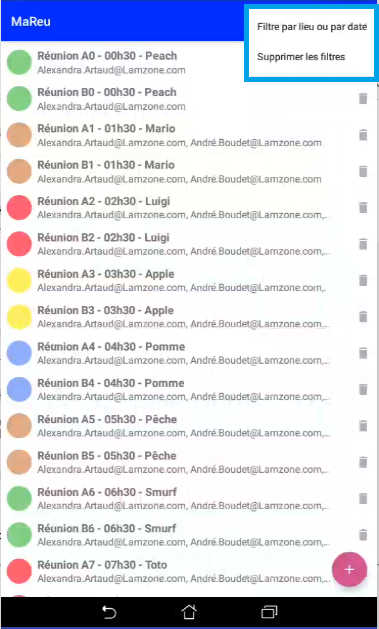 MaReu
Filtre par lieu ou par date
Supprimer les filtres
Réunion A0 - 00h30 - Peach
Alexandra.Artaud@Lamzone.com
Réunion B0 - 00h30 - Peach
Alexandra.Artaud@Lamzone.com
Réunion A1 - 01h30 - Mario
Alexandra.Artaud@Lamzone.com, André.Boudet@Lamzone.com
Réunion B1 - 01h30 - Mario
Alexandra.Artaud@Lamzone.com, André.Boudet@Lamzone.com
Réunion A2 - 02h30 - Luigi
Alexandra.Artaud@Lamzone.com, André.Boudet@Lamzone.com,...
Réunion B2 - 02h30 - Luigi
Alexandra.Artaud@Lamzone.com, André.Boudet@Lamzone.com,...
Réunion A3 - 03h30 - Apple
Alexandra.Artaud@Lamzone.com, André.Boudet@Lamzone.com,...
Réunion B3 - 03h30 - Apple
Alexandra.Artaud@Lamzone.com, André.Boudet@Lamzone.com,...
Réunion A4 - 04h30 - Pomme
Alexandra.Artaud@Lamzone.com, André.Boudet@Lamzone.com,...
Réunion B4 - 04h30 - Pomme
Alexandra.Artaud@Lamzone.com, André.Boudet@Lamzone.com,...
Réunion A5 - 05h30 - Pêche
Alexandra.Artaud@Lamzone.com, André.Boudet@Lamzone.com,...
Réunion B5 - 05h30 - Pêche
Alexandra.Artaud@Lamzone.com, André.Boudet@Lamzone.com,...
Réunion A6 - 06h30 - Smurf
Alexandra.Artaud@Lamzone.com, André.Boudet@Lamzone.com,...
Réunion B6 - 06h30 - Smurf
Alexandra.Artaud@Lamzone.com, André.Boudet@Lamzone.com,...
Réunion A7 - 07h30 - Toto
Alexandra.Artaud@Lamzone.com, André.Boudet@Lamzone.com,...